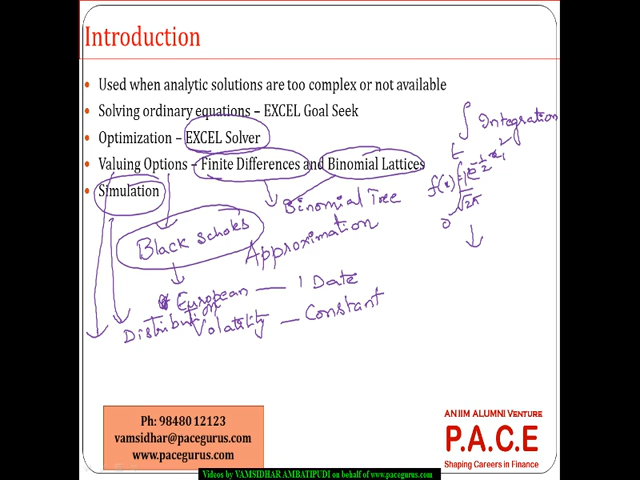 Introduction
• Used when analytic solutions are too complex or not available
• Solving ordinary equations – EXCEL Goal Seek
• Optimization – EXCEL Solver
∫ Integration
• Valuing Options – Finite Differences and Binomial Lattices
• Simulation
Binomial Tree
Black Scholes
Approximation
European — 1 Date
Distribution
Volatility — Constant
Ph: 98480 12123
vamsidhar@pacegurus.com
www.pacegurus.com
ANIIM ALUMNI VENTURE
P.A.C.E
Shaping Careers in Finance
Videos by VAMSIDHAR AMBATIPUDI on behalf of www.pacegurus.com